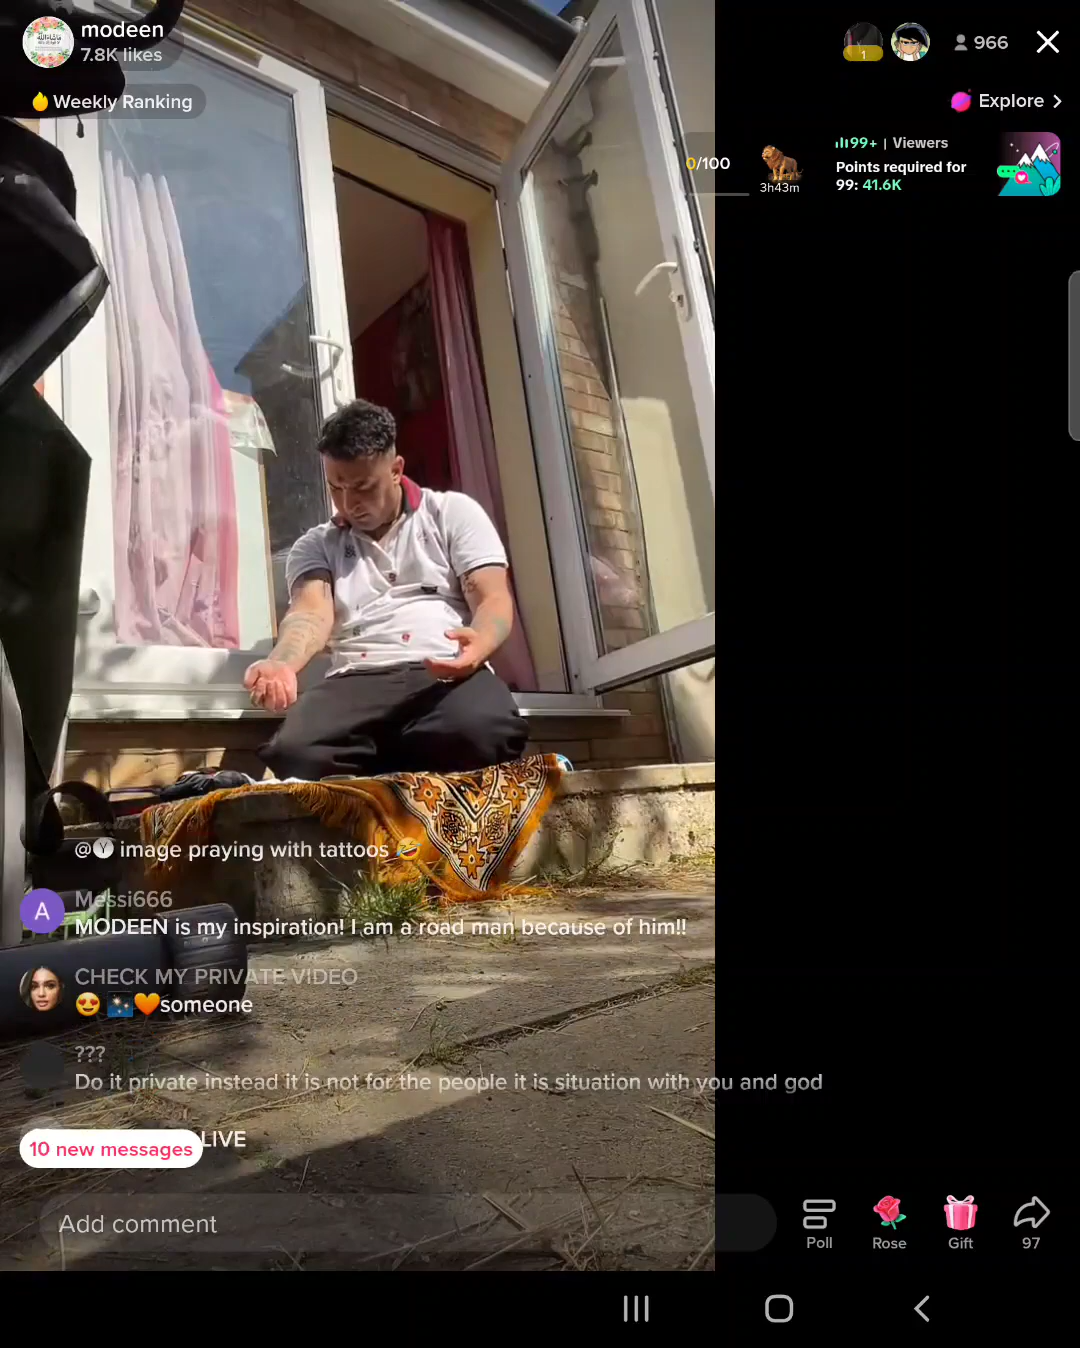 modeen
7.8K likes
1
966
Weekly Ranking
Explore
0/100
3h43m
99+ | Viewers
Points required for
99: 41.6K
@Y image praying with tattoos 🤣
A
Messi666
MODEEN is my inspiration! I am a road man because of him!!
CHECK MY PRIVATE VIDEO
😍 🎆🧡someone
???
Do it private instead it is not for the people it is situation with you and god
LIVE
10 new messages
Add comment
Poll
Rose
Gift
97